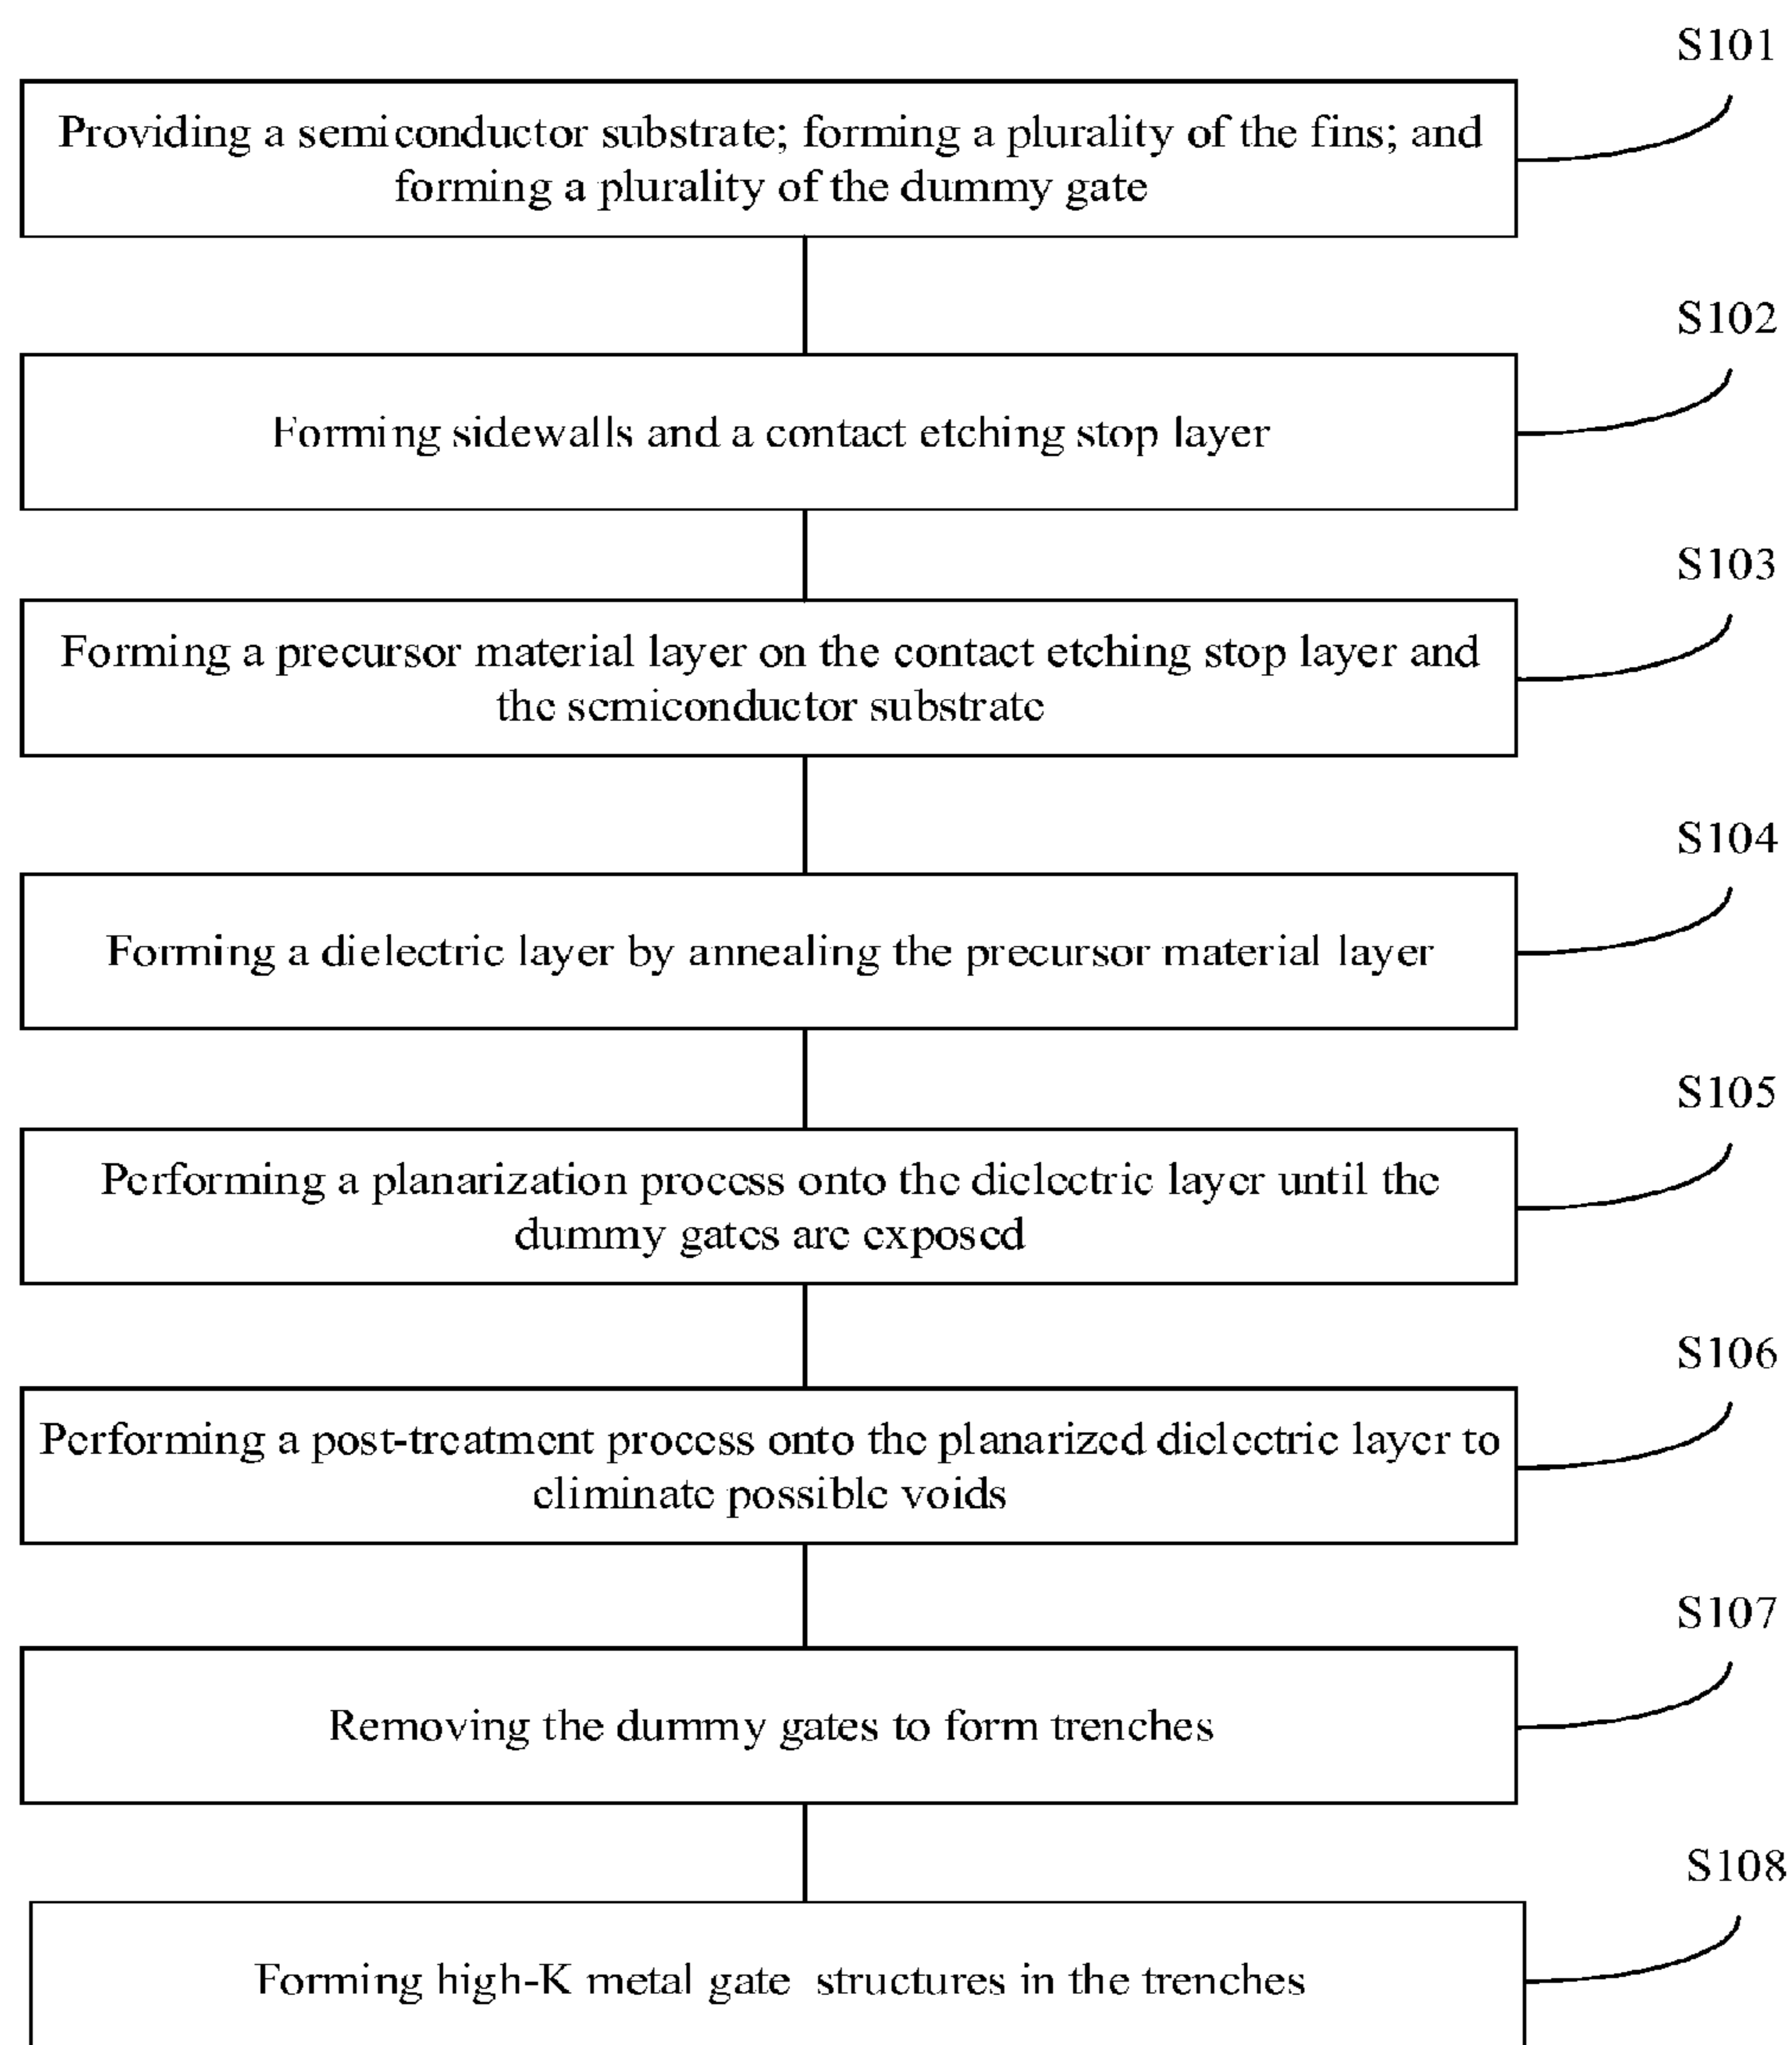 S101
Providing a semiconductor substrate; forming a plurality of the fins; and
forming a plurality of the dummy gate
S102
Forming sidewalls and a contact etching stop layer
S103
Forming a precursor material layer on the contact etching stop layer and
the semiconductor substrate
S104
Forming a dielectric layer by annealing the precursor material layer
S105
Performing a planarization process onto the dielectric layer until the
dummy gates are exposed
S106
Performing a post-treatment process onto the planarized dielectric layer to
eliminate possible voids
S107
Removing the dummy gates to form trenches
S108
Forming high-K metal gate structures in the trenches